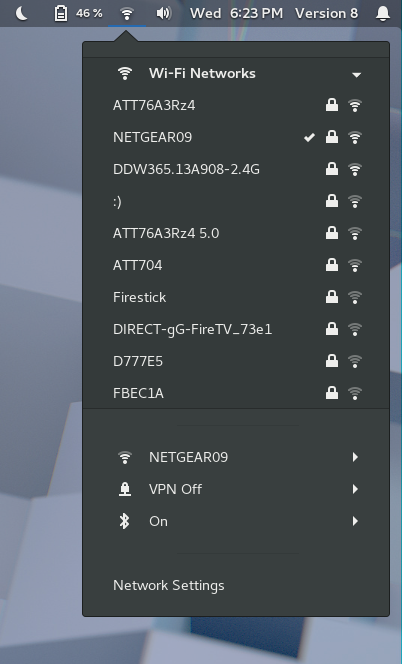 46 % Wed 6:23 PM Version 8
Wi-Fi Networks
ATT76A3Rz4
NETGEAR09
DDW365.13A908-2.4G
:)
ATT76A3Rz4 5.0
ATT704
Firestick
DIRECT-gG-FireTV_73e1
D777E5
FBEC1A
NETGEAR09
VPN Off
On
Network Settings